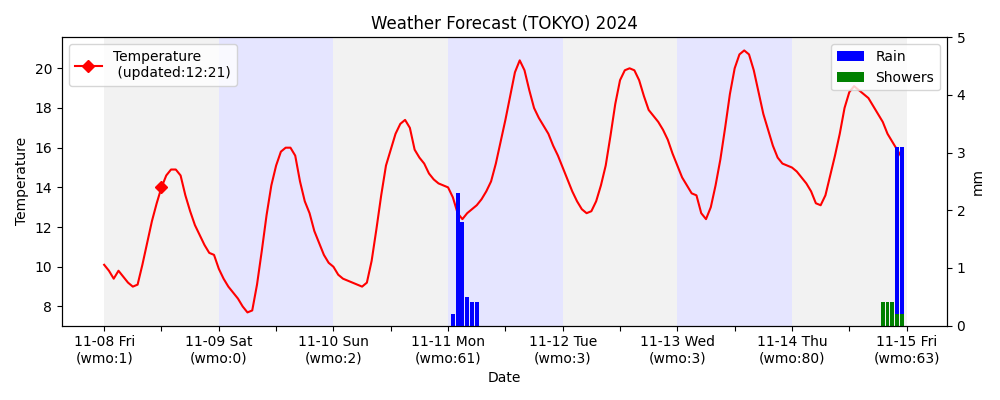 Weather Forecast (TOKYO) 2024
Temperature
(updated:12:21)
Rain
Showers
Temperature
20
18
16
14
12
10
8
5
4
3
2
1
0
mm
11-08 Fri
(wmo:1)
11-09 Sat
(wmo:0)
11-10 Sun
(wmo:2)
11-11 Mon
(wmo:61)
11-12 Tue
(wmo:3)
11-13 Wed
(wmo:3)
11-14 Thu
(wmo:80)
11-15 Fri
(wmo:63)
Date